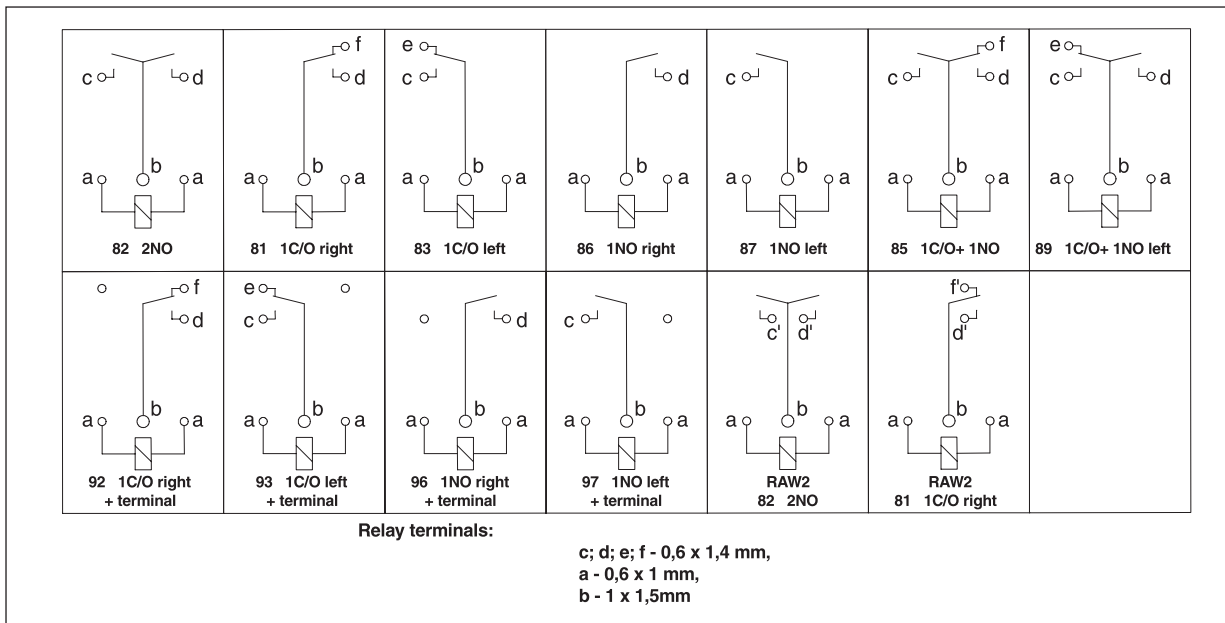 c d b a a
82 2NO
f d b a a
81 1C/O right
e c b a a
83 1C/O left
d b a a
86 1NO right
c b a a
87 1NO left
f c d b a a
85 1C/O+ 1NO
e c d b a a
89 1C/O+ 1NO left
f d b a a
92 1C/O right
+ terminal
e c b a a
93 1C/O left
+ terminal
d b a a
96 1NO right
+ terminal
c b a a
97 1NO left
+ terminal
c' d' b a a
RAW2
82 2NO
f' d' b a a
RAW2
81 1C/O right
Relay terminals:
c; d; e; f - 0,6 x 1,4 mm,
a - 0,6 x 1 mm,
b - 1 x 1,5mm